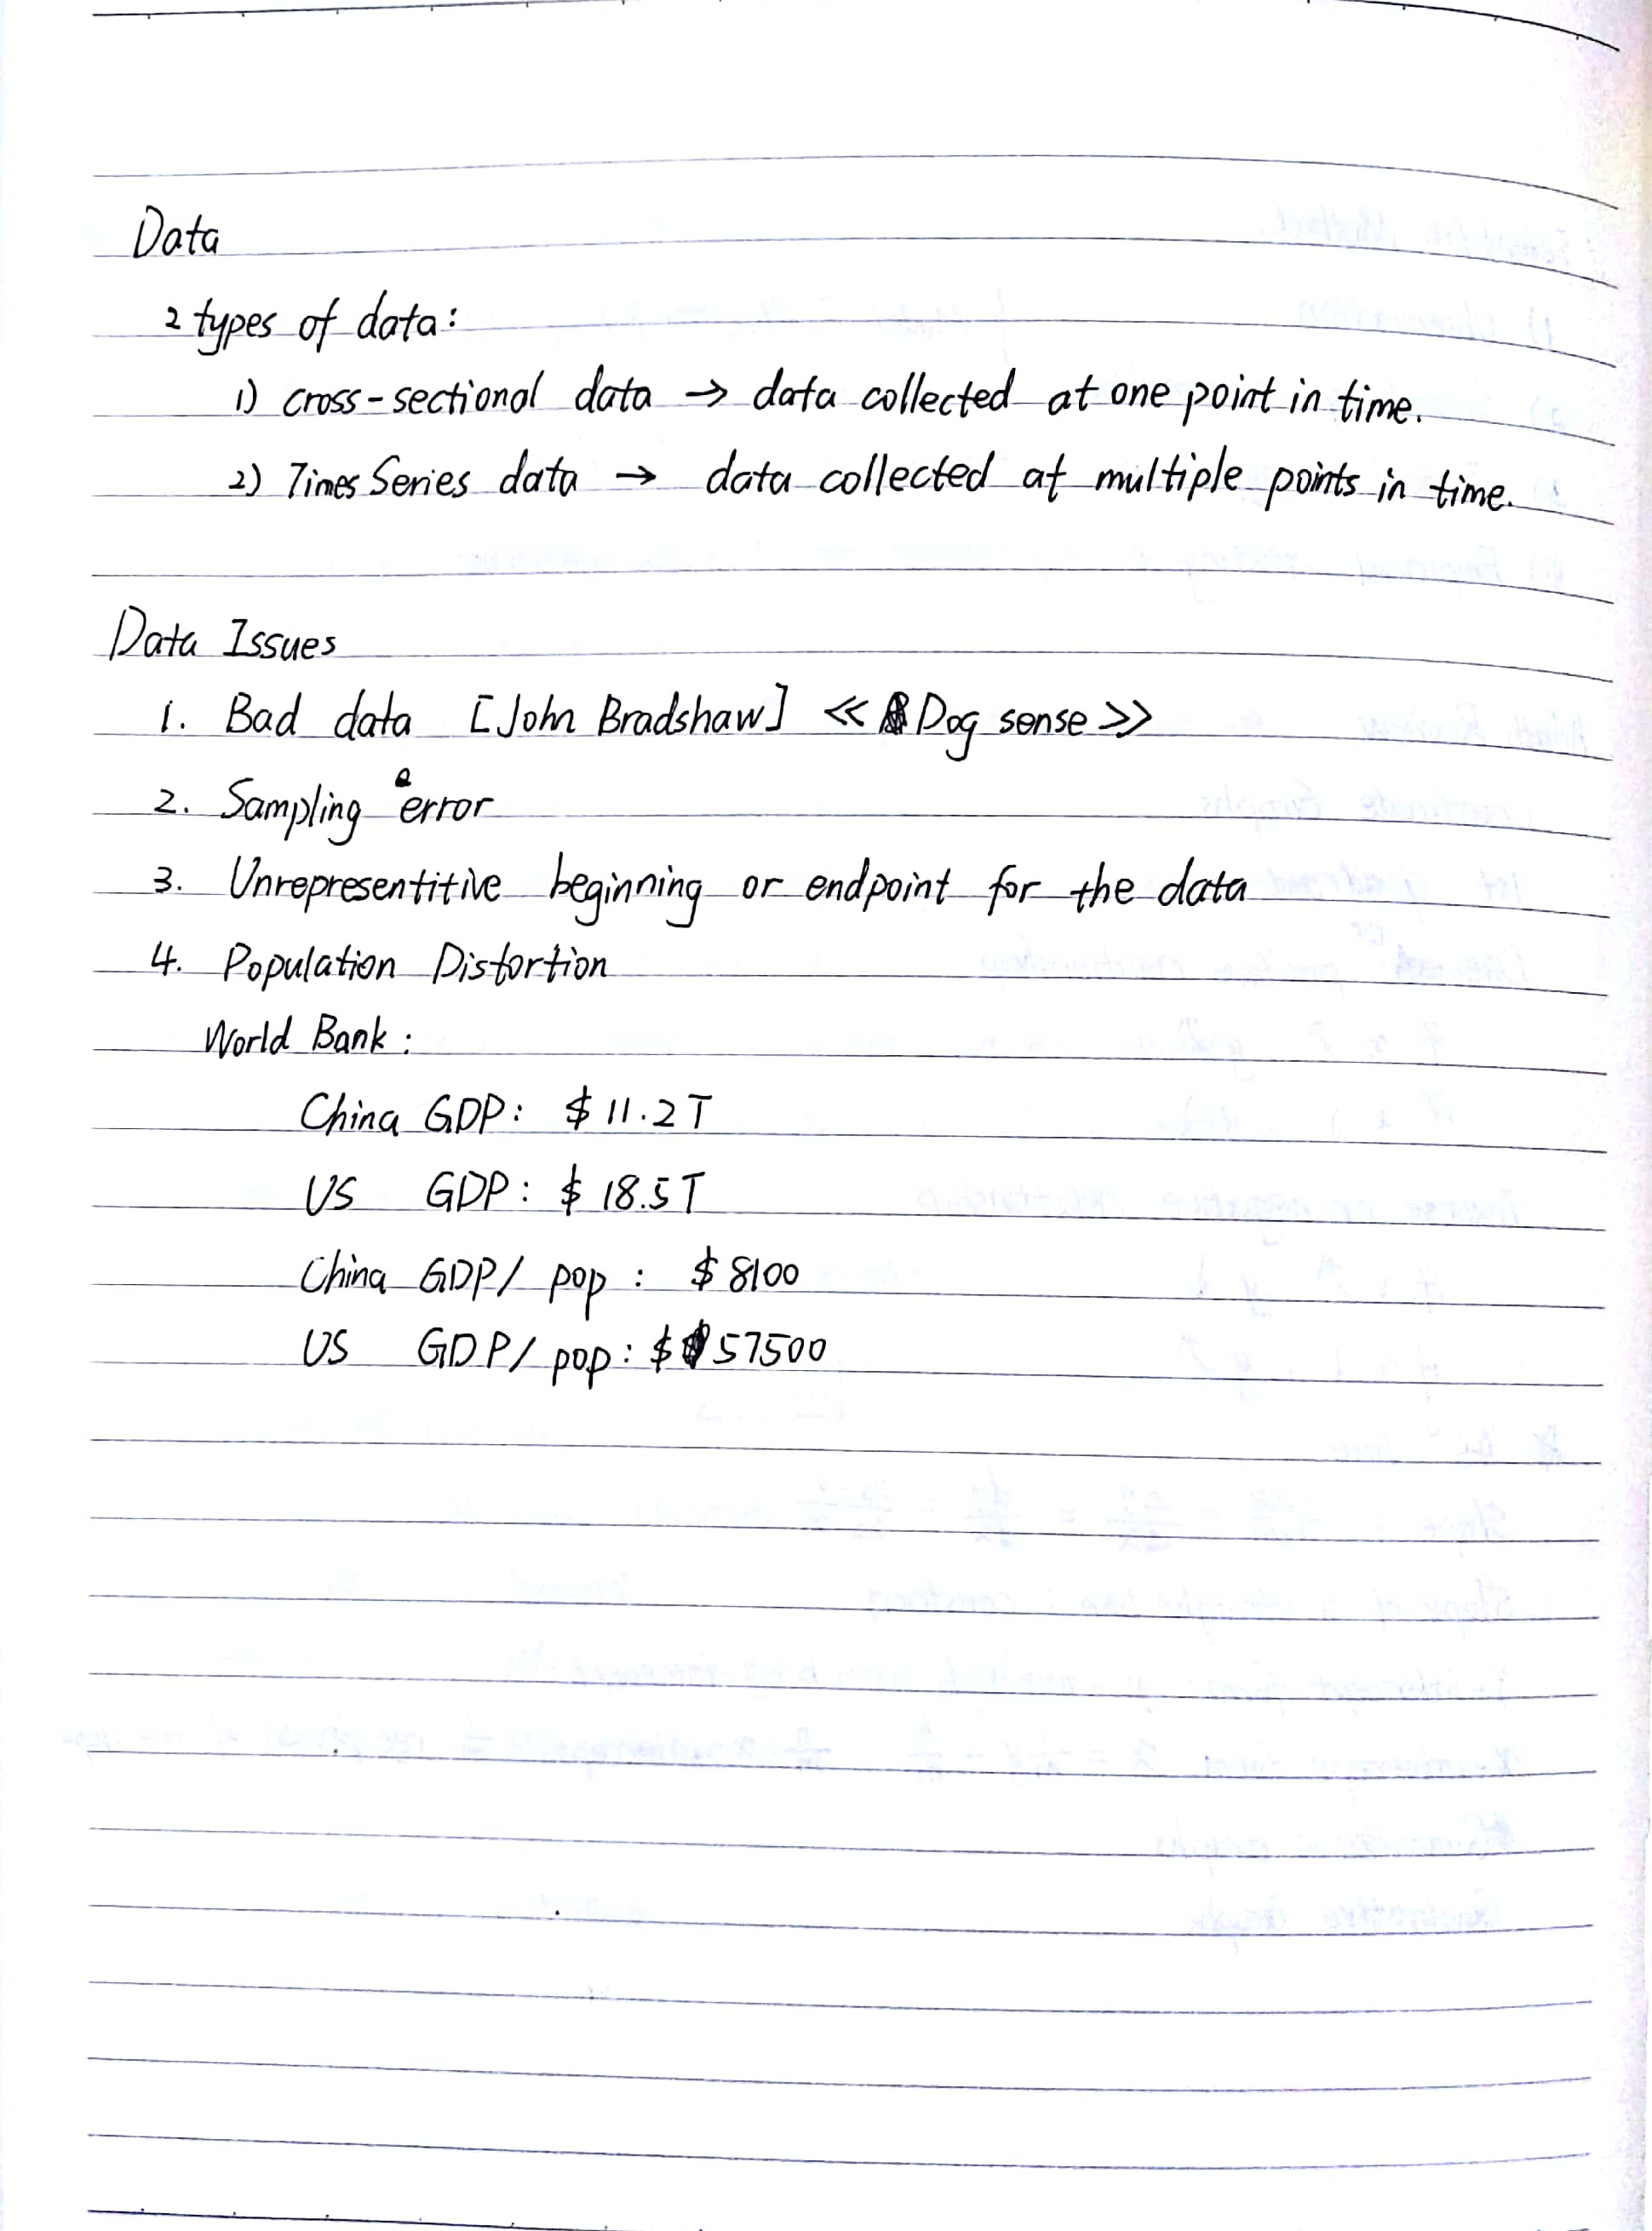 Data
2 types of data:
1) cross-sectional data → data collected at one point in time.
2) Times Series data → data collected at multiple points in time.
Data Issues
1. Bad data [John Bradshaw] << Dog sense >>
2. Sampling error
3. Unrepresentitive beginning or endpoint for the data
4. Population Distortion
World Bank:
China GDP: $ 11.2T
US GDP: $ 18.5T
China GDP/ pop : $ 8100
US GDP/ pop: $ 57500